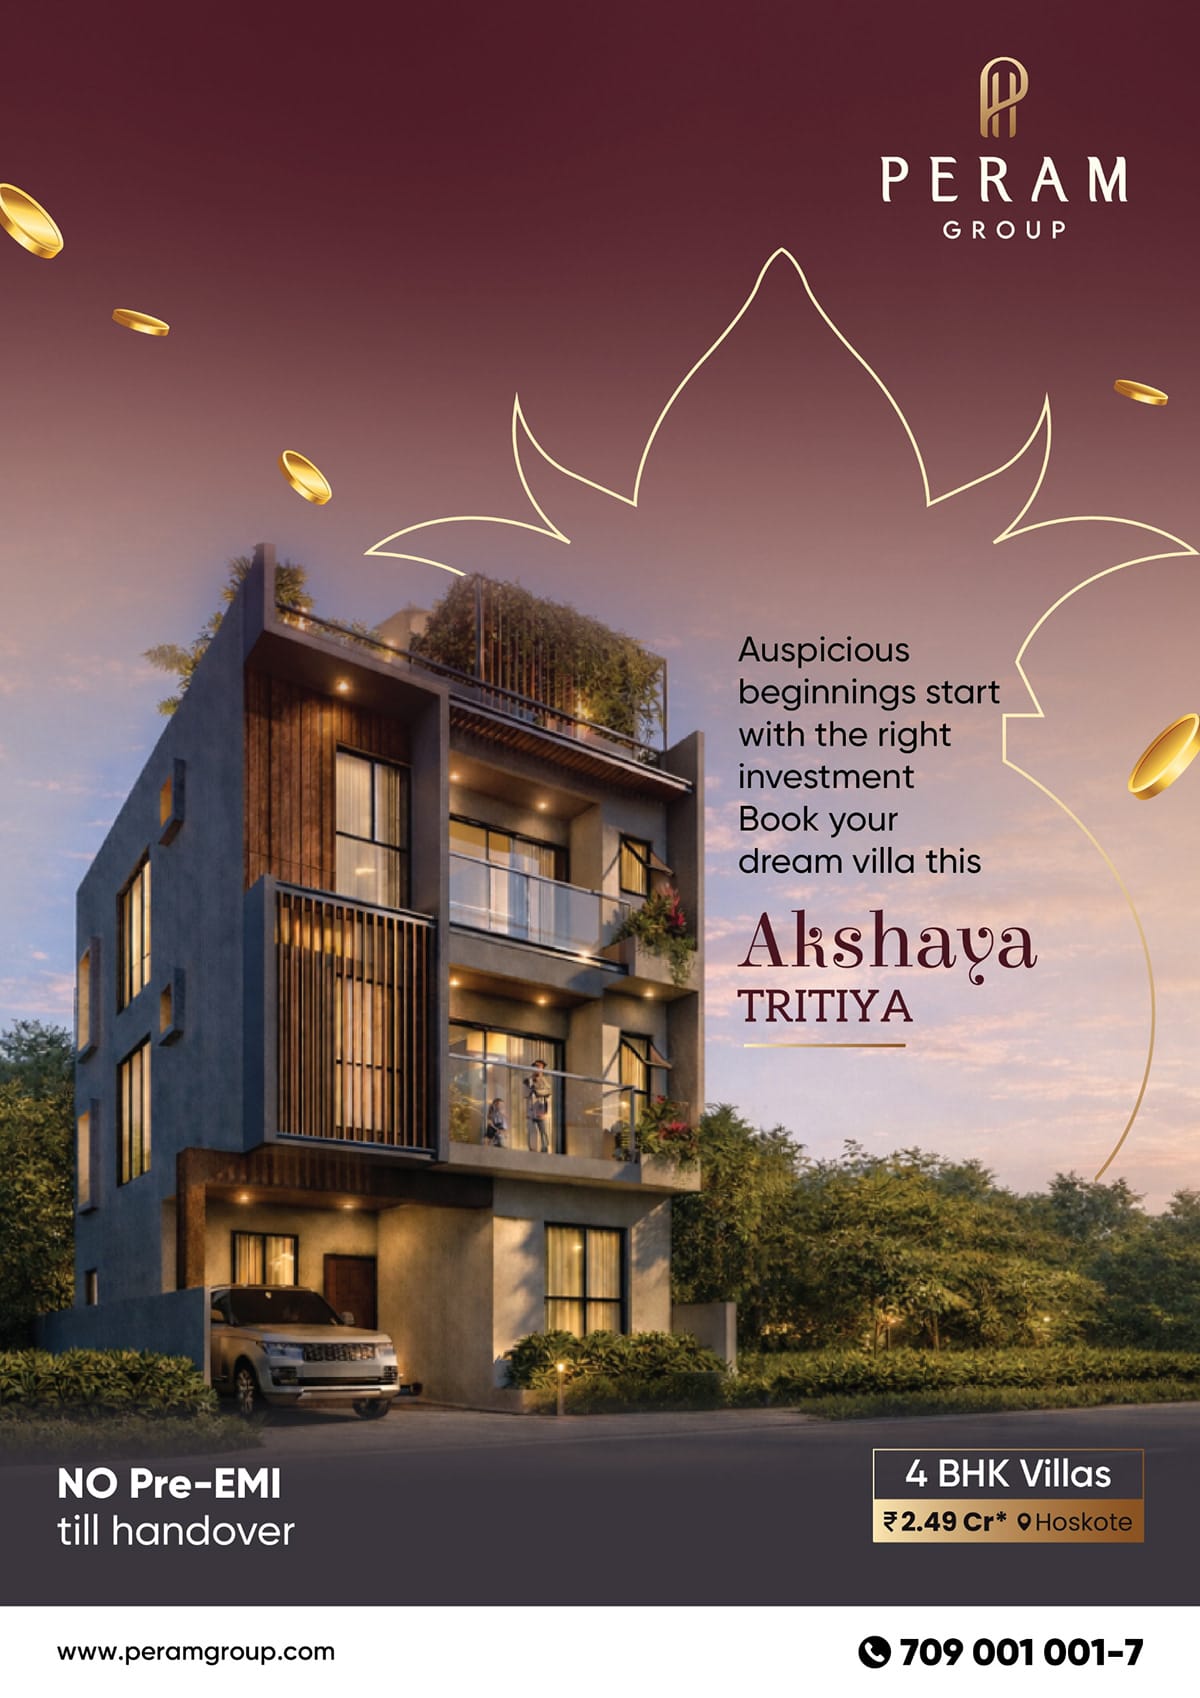 PERAM
GROUP
Auspicious
beginnings start
with the right
investment
Book your
dream villa this
Akshaya
TRITIYA
NO Pre-EMI
till handover
4 BHK Villas
₹2.49 Cr* Hoskote
www.peramgroup.com
709 001 001-7